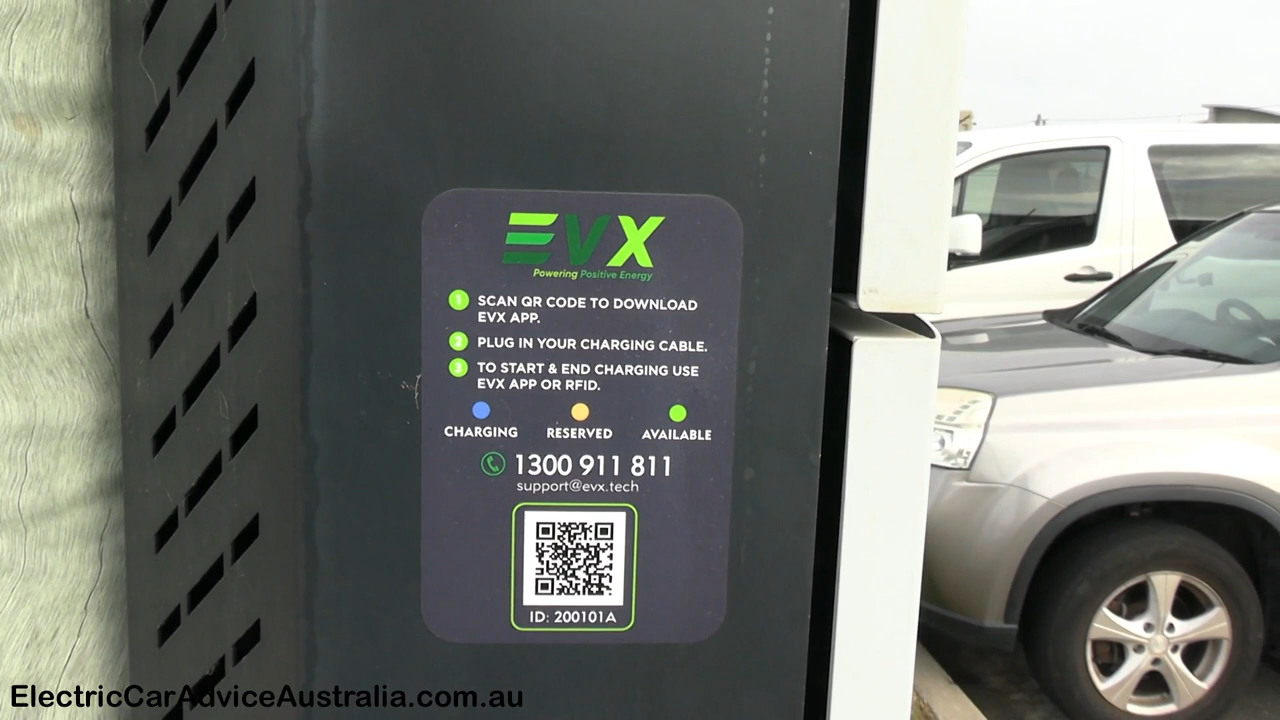 EVX
Powering Positive Energy
1 SCAN QR CODE TO DOWNLOAD
EVX APP.
2 PLUG IN YOUR CHARGING CABLE.
3 TO START & END CHARGING USE
EVX APP OR RFID.
CHARGING RESERVED AVAILABLE
1300 911 811
support@evx.tech
ID: 200101A
ElectricCarAdviceAustralia.com.au